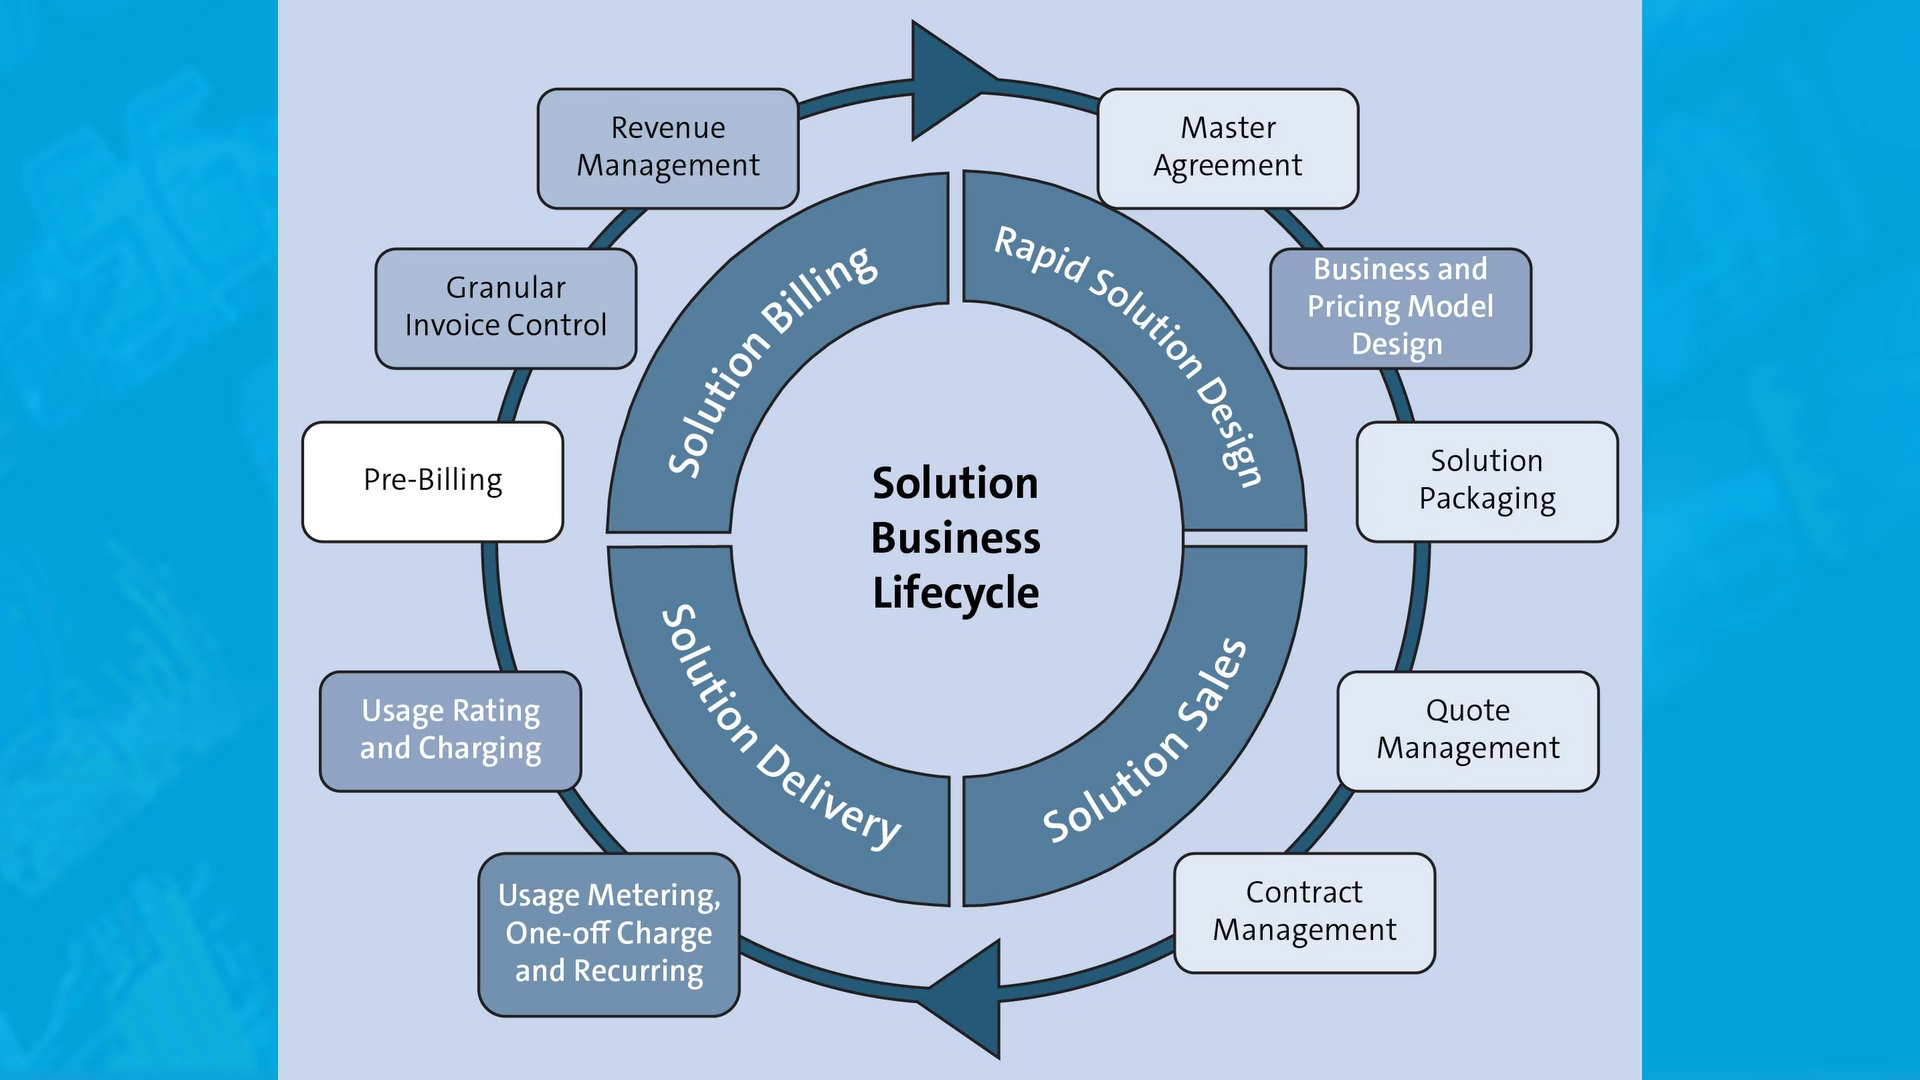 Revenue
Management
Master
Agreement
Granular
Invoice Control
Business and
Pricing Model
Design
Solution Billing
Rapid Solution Design
Pre-Billing
Solution
Packaging
Solution
Business
Lifecycle
Usage Rating
and Charging
Quote
Management
Solution Delivery
Solution Sales
Usage Metering,
One-off Charge
and Recurring
Contract
Management